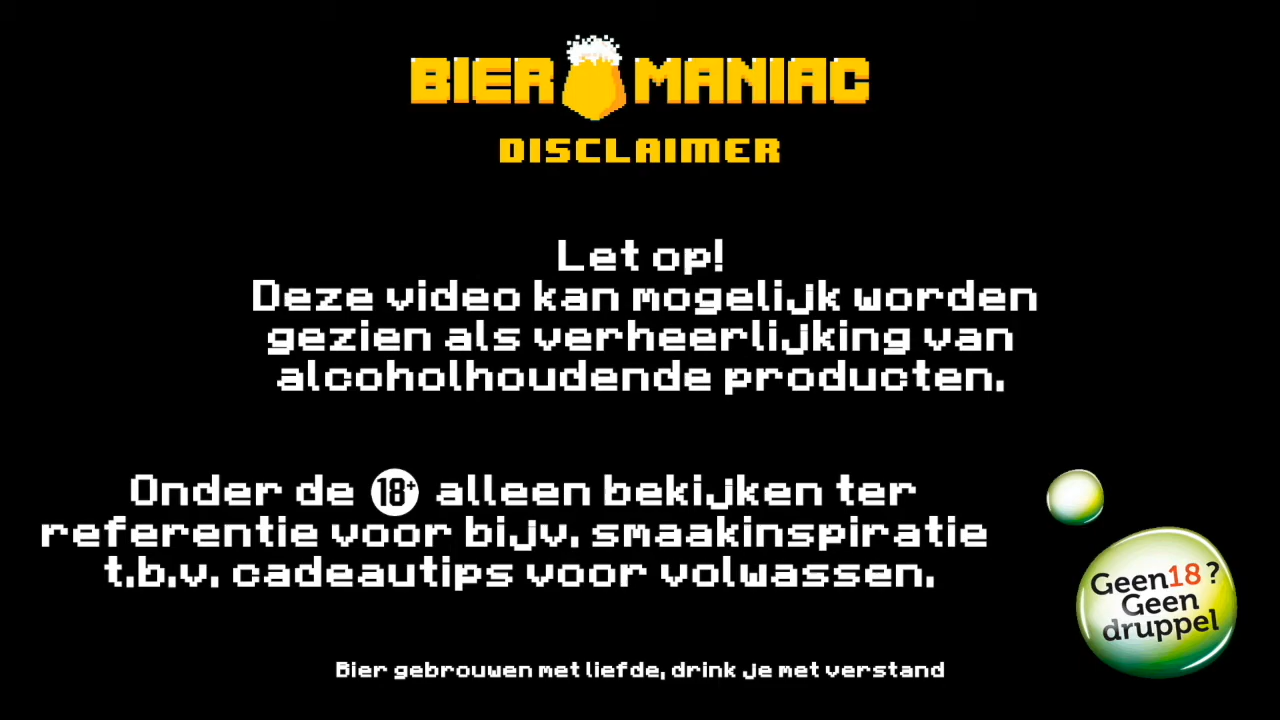 BIER MANIAC
DISCLAIMER
Let op!
Deze video kan mogelijk worden
gezien als verheerlijking van
alcoholhoudende producten.
Onder de 18+ alleen bekijken ter
referentie voor bijv. smaakinspiratie
t.b.v. cadeautips voor volwassen.
Geen18?
Geen
druppel
Bier gebrouwen met liefde, drink je met verstand